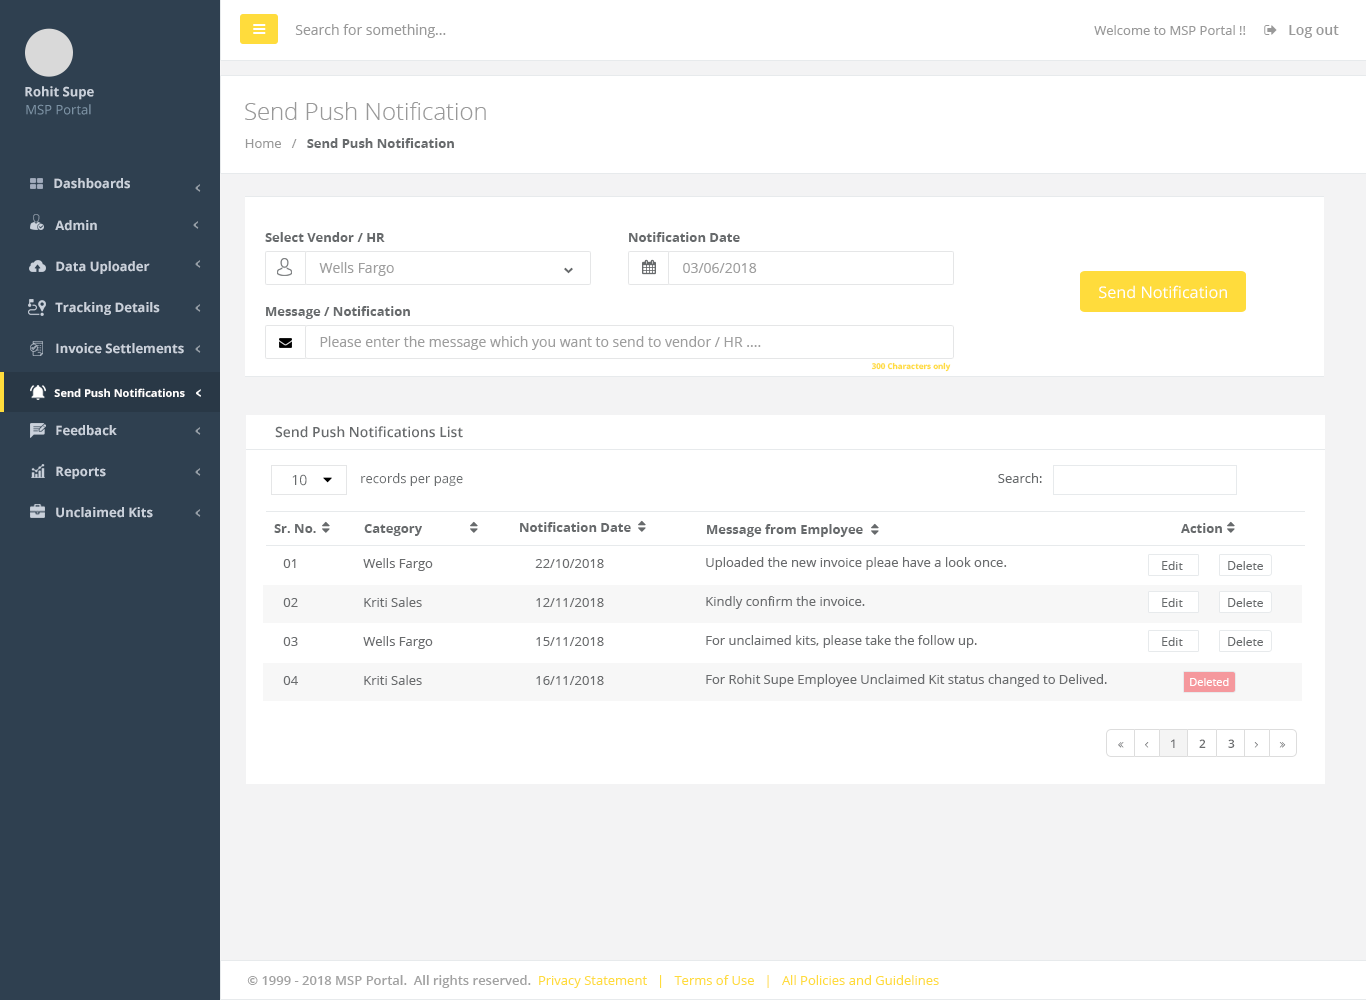 Search for something...
Welcome to MSP Portal !!
Log out
Rohit Supe
MSP Portal
Dashboards
Admin
Data Uploader
Tracking Details
Invoice Settlements
Send Push Notifications
Feedback
Reports
Unclaimed Kits
Send Push Notification
Home / Send Push Notification
Select Vendor / HR
Notification Date
Wells Fargo
03/06/2018
Send Notification
Message / Notification
Please enter the message which you want to send to vendor / HR ....
300 Characters only
Send Push Notifications List
10 records per page
Search:
Sr. No. Category Notification Date Message from Employee Action
01 Wells Fargo 22/10/2018 Uploaded the new invoice pleae have a look once. Edit Delete
02 Kriti Sales 12/11/2018 Kindly confirm the invoice. Edit Delete
03 Wells Fargo 15/11/2018 For unclaimed kits, please take the follow up. Edit Delete
04 Kriti Sales 16/11/2018 For Rohit Supe Employee Unclaimed Kit status changed to Delived. Deleted
« ‹ 1 2 3 › »
© 1999 - 2018 MSP Portal. All rights reserved. Privacy Statement | Terms of Use | All Policies and Guidelines